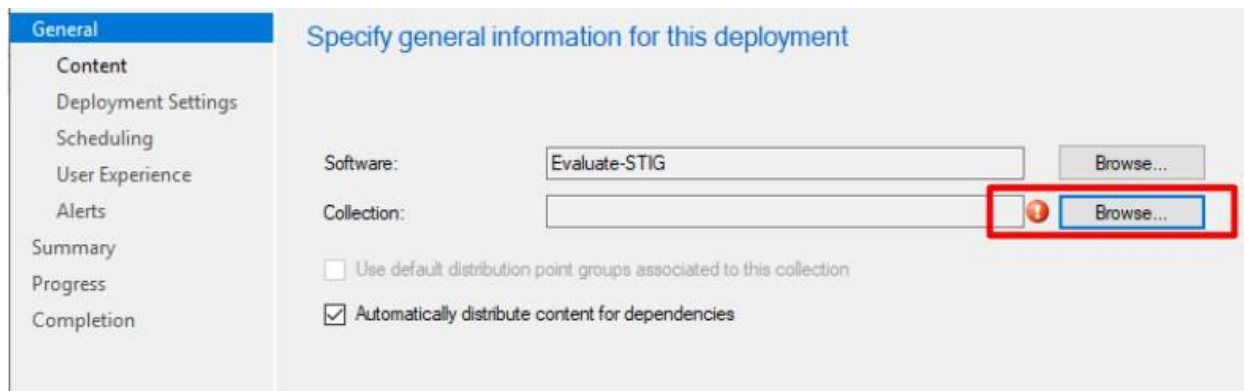 General
Content
Deployment Settings
Scheduling
User Experience
Alerts
Summary
Progress
Completion
Specify general information for this deployment
Software: Evaluate-STIG Browse...
Collection: Browse...
Use default distribution point groups associated to this collection
Automatically distribute content for dependencies